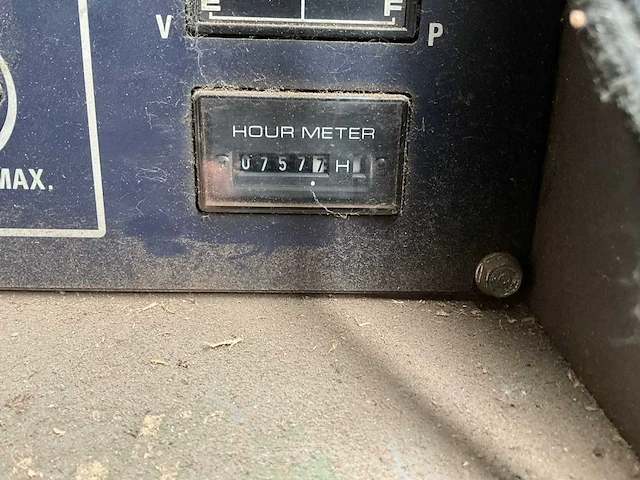 E F
V P
HOUR METER
07577 H
MAX.